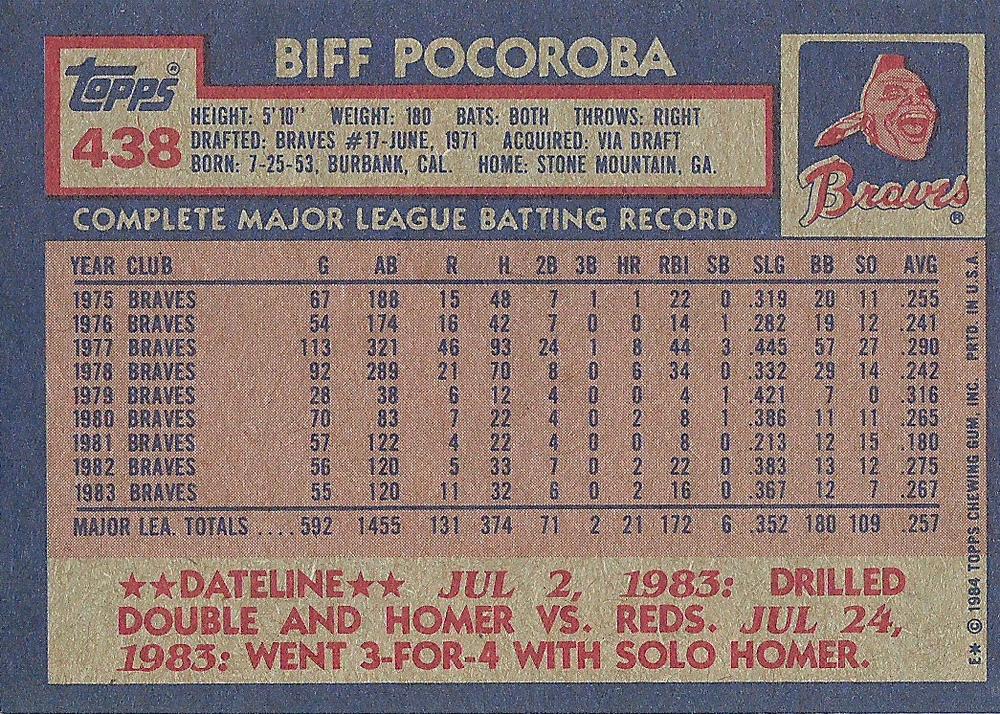 BIFF POCOROBA
TOPPS®
438
HEIGHT: 5'10'' WEIGHT: 180 BATS: BOTH THROWS: RIGHT
DRAFTED: BRAVES #17-JUNE, 1971 ACQUIRED: VIA DRAFT
BORN: 7-25-53, BURBANK, CAL. HOME: STONE MOUNTAIN, GA.
Braves®
COMPLETE MAJOR LEAGUE BATTING RECORD
YEAR CLUB G AB R H 2B 3B HR RBI SB SLG BB SO AVG
1975 BRAVES 67 188 15 48 7 1 1 22 0 .319 20 11 .255
1976 BRAVES 54 174 16 42 7 0 0 14 1 .282 19 12 .241
1977 BRAVES 113 321 46 93 24 1 8 44 3 .445 57 27 .290
1978 BRAVES 92 289 21 70 8 0 6 34 0 .332 29 14 .242
1979 BRAVES 28 38 6 12 4 0 0 4 1 .421 7 0 .316
1980 BRAVES 70 83 7 22 4 0 2 8 1 .386 11 11 .265
1981 BRAVES 57 122 4 22 4 0 0 8 0 .213 12 15 .180
1982 BRAVES 56 120 5 33 7 0 2 22 0 .383 13 12 .275
1983 BRAVES 55 120 11 32 6 0 2 16 0 .367 12 7 .267
MAJOR LEA. TOTALS ....592 1455 131 374 71 2 21 172 6 .352 180 109 .257
★★DATELINE★★ JUL 2, 1983: DRILLED
DOUBLE AND HOMER VS. REDS. JUL 24,
1983: WENT 3-FOR-4 WITH SOLO HOMER.
E* © 1984 TOPPS CHEWING GUM, INC. PRTD. IN U.S.A.